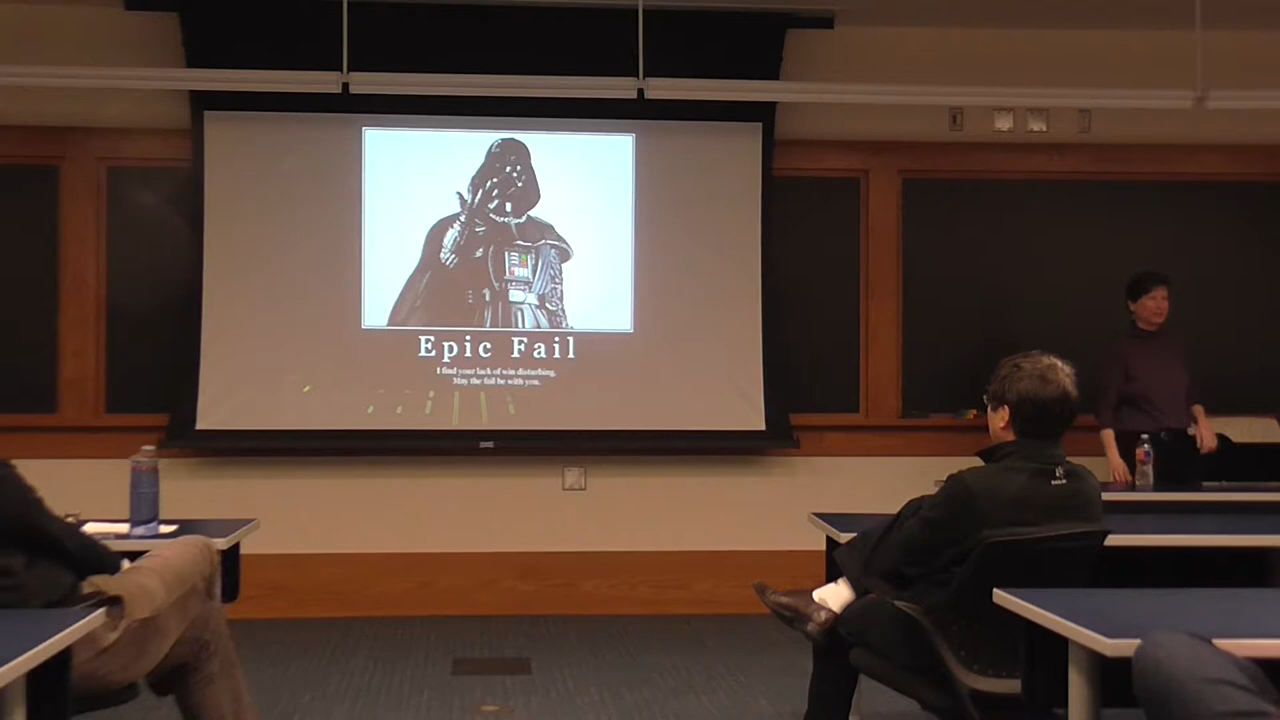 Epic Fail
I find your lack of win disturbing.
May the fail be with you.